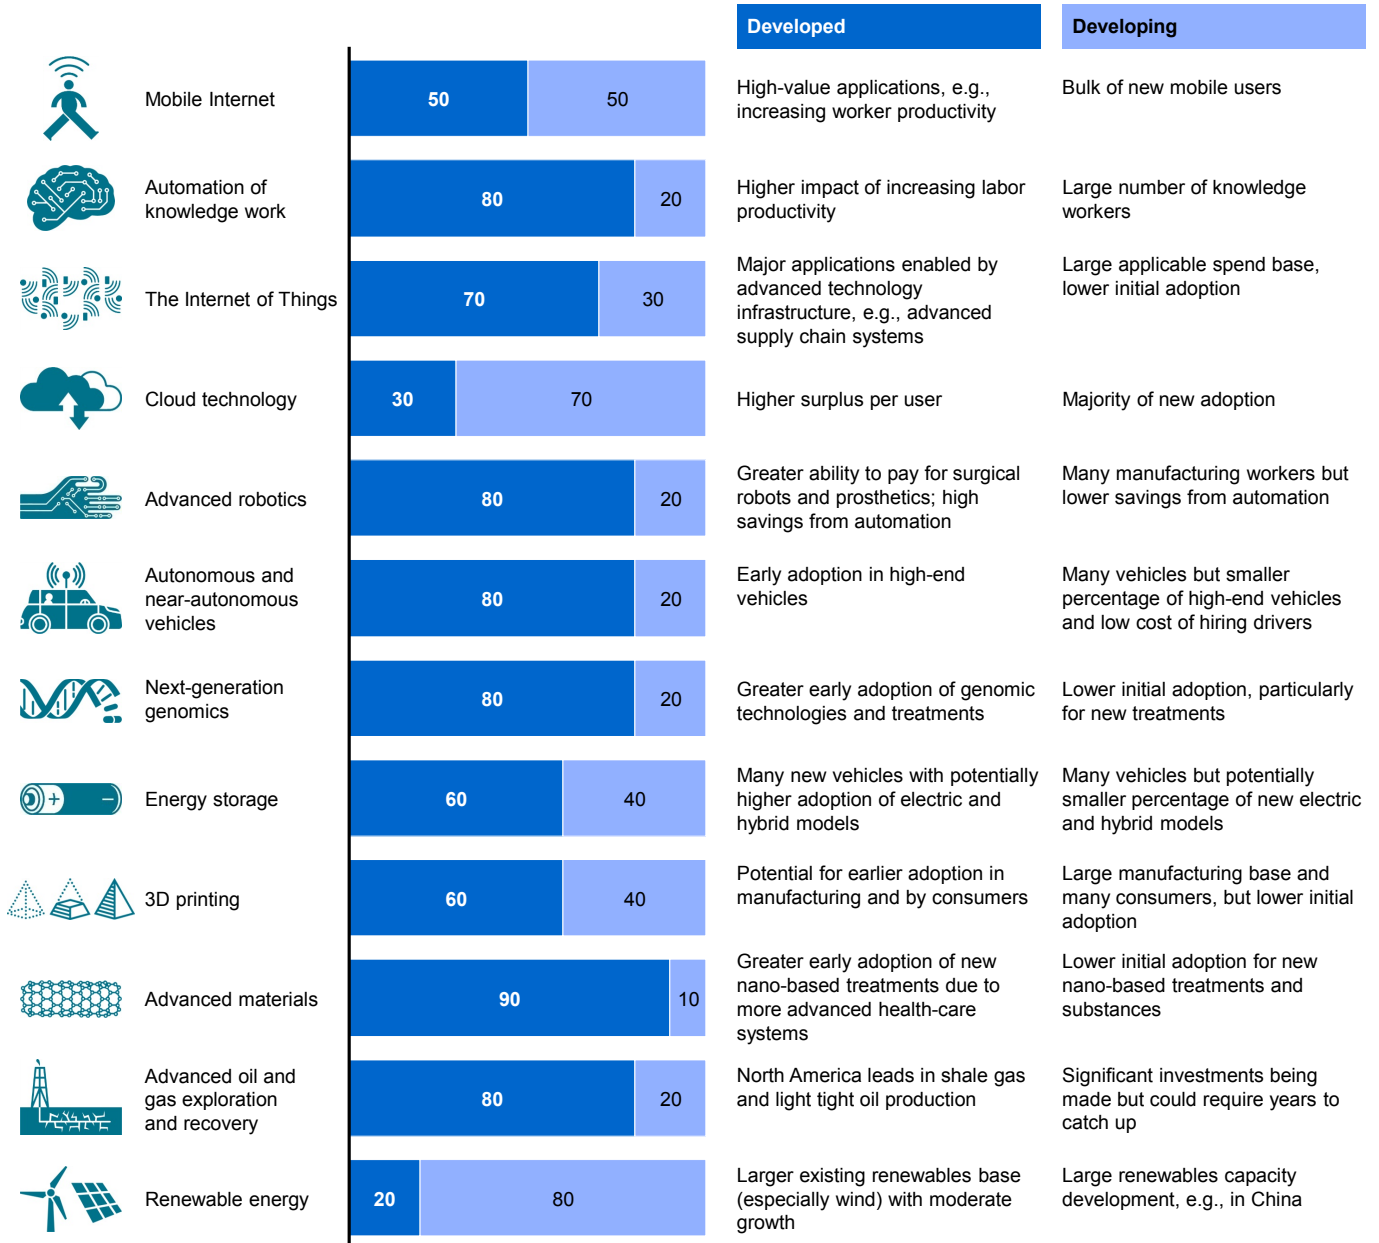 Developed
Developing
Mobile Internet
50
50
High-value applications, e.g.,
increasing worker productivity
Bulk of new mobile users
Automation of
knowledge work
80
20
Higher impact of increasing labor
productivity
Large number of knowledge
workers
The Internet of Things
70
30
Major applications enabled by
advanced technology
infrastructure, e.g., advanced
supply chain systems
Large applicable spend base,
lower initial adoption
Cloud technology
30
70
Higher surplus per user
Majority of new adoption
Advanced robotics
80
20
Greater ability to pay for surgical
robots and prosthetics; high
savings from automation
Many manufacturing workers but
lower savings from automation
Autonomous and
near-autonomous
vehicles
80
20
Early adoption in high-end
vehicles
Many vehicles but smaller
percentage of high-end vehicles
and low cost of hiring drivers
Next-generation
genomics
80
20
Greater early adoption of genomic
technologies and treatments
Lower initial adoption, particularly
for new treatments
Energy storage
60
40
Many new vehicles with potentially
higher adoption of electric and
hybrid models
Many vehicles but potentially
smaller percentage of new electric
and hybrid models
3D printing
60
40
Potential for earlier adoption in
manufacturing and by consumers
Large manufacturing base and
many consumers, but lower initial
adoption
Advanced materials
90
10
Greater early adoption of new
nano-based treatments due to
more advanced health-care
systems
Lower initial adoption for new
nano-based treatments and
substances
Advanced oil and
gas exploration
and recovery
80
20
North America leads in shale gas
and light tight oil production
Significant investments being
made but could require years to
catch up
Renewable energy
20
80
Larger existing renewables base
(especially wind) with moderate
growth
Large renewables capacity
development, e.g., in China